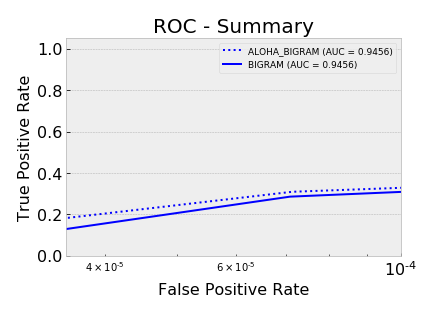 ROC - Summary
ALOHA_BIGRAM (AUC = 0.9456)
BIGRAM (AUC = 0.9456)
True Positive Rate
1.0
0.8
0.6
0.4
0.2
0.0
4 × 10⁻⁵ 6 × 10⁻⁵ 10⁻⁴
False Positive Rate